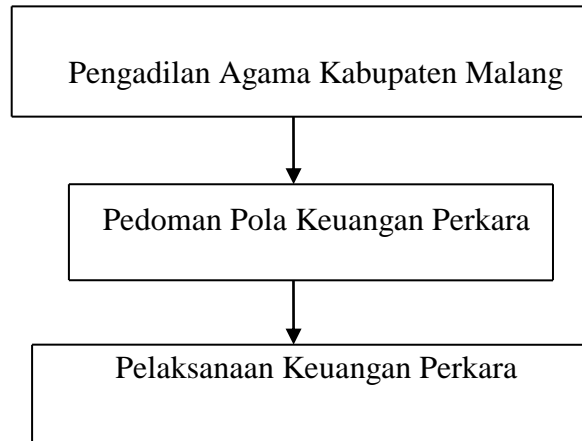 Pengadilan Agama Kabupaten Malang
Pedoman Pola Keuangan Perkara
Pelaksanaan Keuangan Perkara